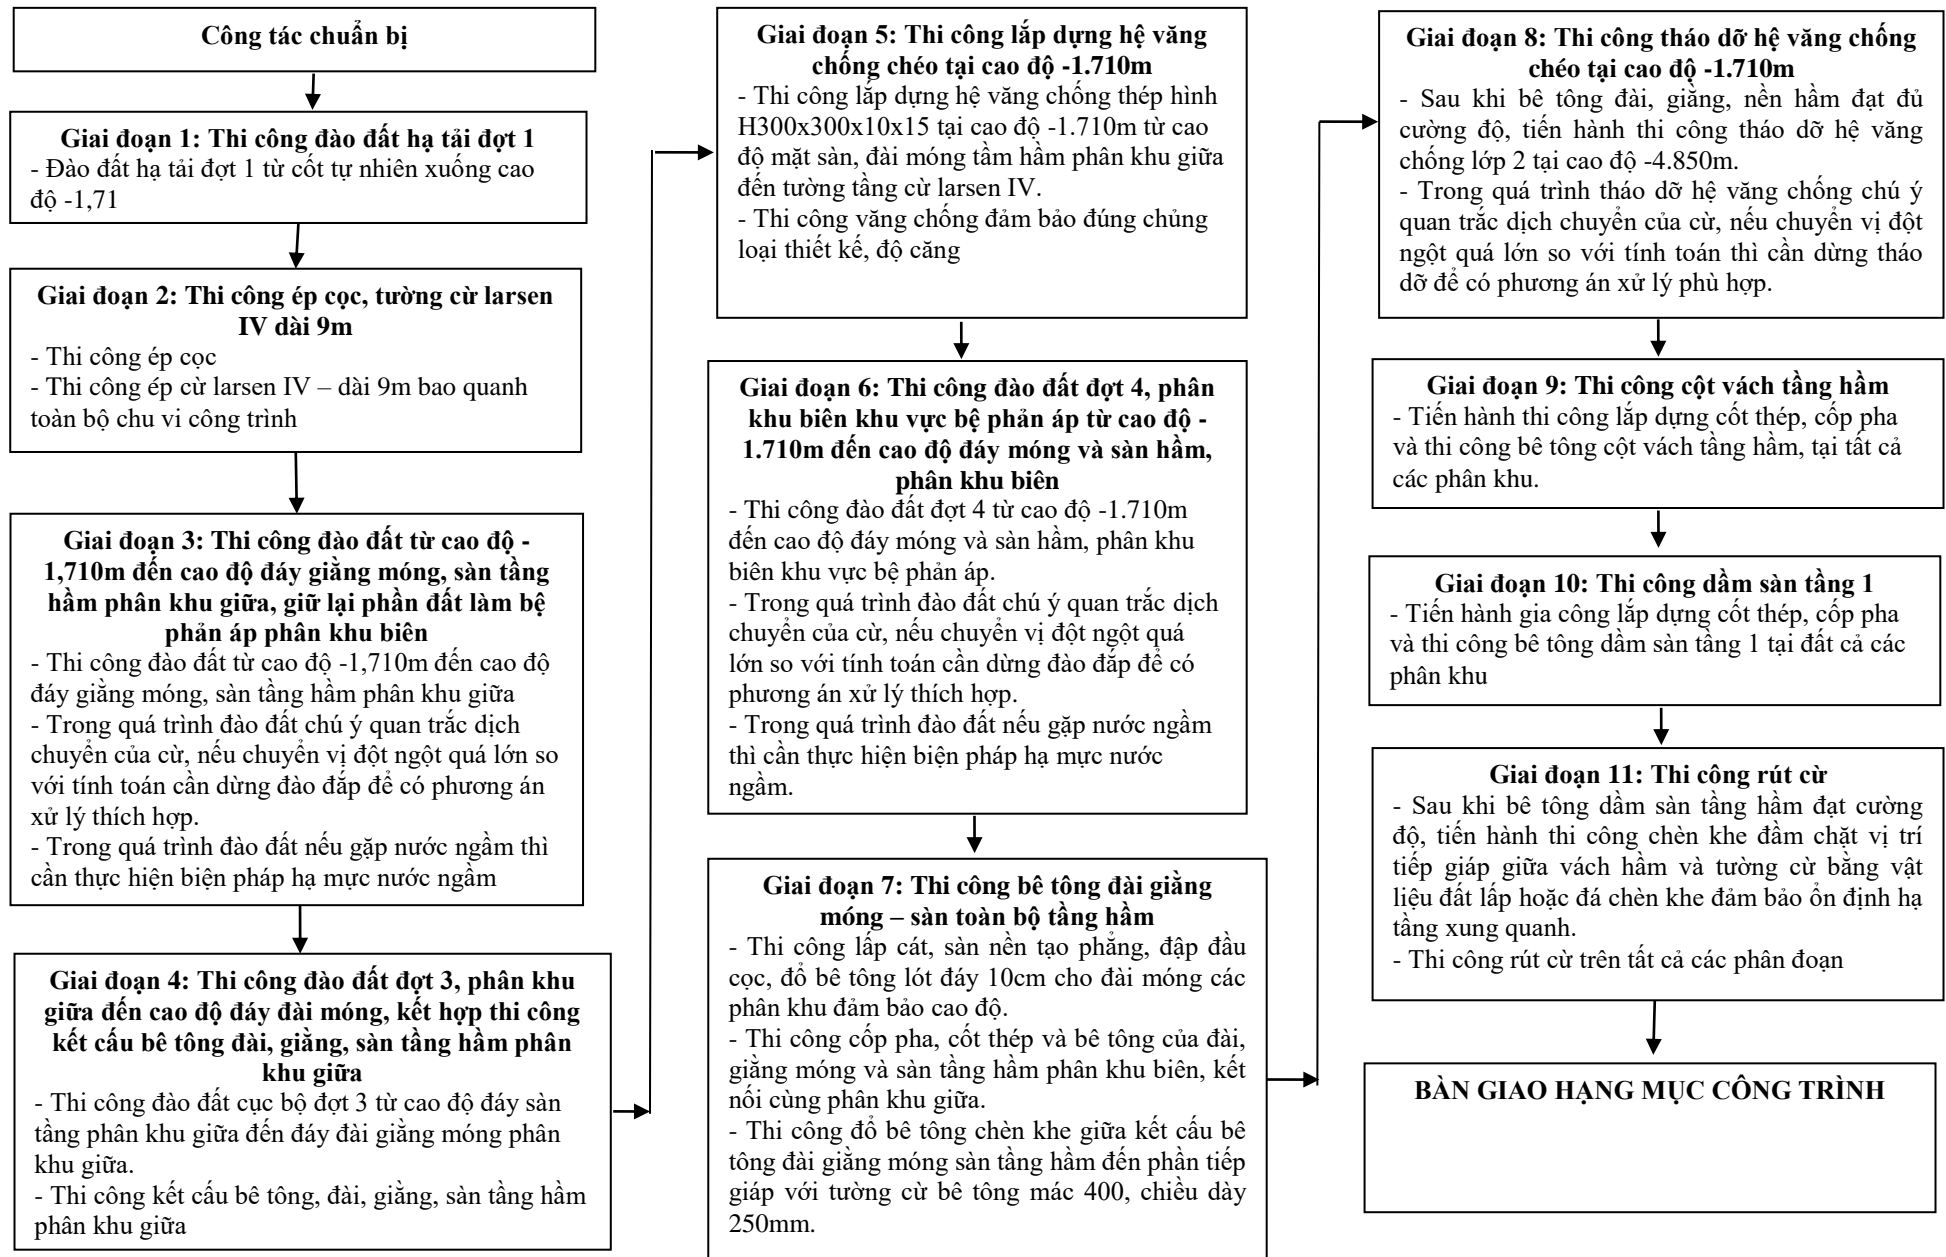 Công tác chuẩn bị
Giai đoạn 1: Thi công đào đất hạ tải đợt 1
- Đào đất hạ tải đợt 1 từ cốt tự nhiên xuống cao
độ -1,71
Giai đoạn 2: Thi công ép cọc, tường cừ larsen
IV dài 9m
- Thi công ép cọc
- Thi công ép cừ larsen IV – dài 9m bao quanh
toàn bộ chu vi công trình
Giai đoạn 3: Thi công đào đất từ cao độ -
1,710m đến cao độ đáy giằng móng, sàn tầng
hầm phân khu giữa, giữ lại phần đất làm bệ
phản áp phân khu biên
- Thi công đào đất từ cao độ -1,710m đến cao độ
đáy giằng móng, sàn tầng hầm phân khu giữa
- Trong quá trình đào đất chú ý quan trắc dịch
chuyển của cừ, nếu chuyển vị đột ngột quá lớn so
với tính toán cần dừng đào đắp để có phương án
xử lý thích hợp.
- Trong quá trình đào đất nếu gặp nước ngầm thì
cần thực hiện biện pháp hạ mực nước ngầm
Giai đoạn 4: Thi công đào đất đợt 3, phân khu
giữa đến cao độ đáy đài móng, kết hợp thi công
kết cấu bê tông đài, giằng, sàn tầng hầm phân
khu giữa
- Thi công đào đất cục bộ đợt 3 từ cao độ đáy sàn
tầng phân khu giữa đến đáy đài giằng móng phân
khu giữa.
- Thi công kết cấu bê tông, đài, giằng, sàn tầng hầm
phân khu giữa
Giai đoạn 5: Thi công lắp dựng hệ văng
chống chéo tại cao độ -1.710m
- Thi công lắp dựng hệ văng chống thép hình
H300x300x10x15 tại cao độ -1.710m từ cao
độ mặt sàn, đài móng tầm hầm phân khu giữa
đến tường tầng cừ larsen IV.
- Thi công văng chống đảm bảo đúng chủng
loại thiết kế, độ căng
Giai đoạn 6: Thi công đào đất đợt 4, phân
khu biên khu vực bệ phản áp từ cao độ -
1.710m đến cao độ đáy móng và sàn hầm,
phân khu biên
- Thi công đào đất đợt 4 từ cao độ -1.710m
đến cao độ đáy móng và sàn hầm, phân khu
biên khu vực bệ phản áp.
- Trong quá trình đào đất chú ý quan trắc dịch
chuyển của cừ, nếu chuyển vị đột ngột quá
lớn so với tính toán cần dừng đào đắp để có
phương án xử lý thích hợp.
- Trong quá trình đào đất nếu gặp nước ngầm
thì cần thực hiện biện pháp hạ mực nước
ngầm.
Giai đoạn 7: Thi công bê tông đài giằng
móng – sàn toàn bộ tầng hầm
- Thi công lấp cát, sàn nền tạo phẳng, đập đầu
cọc, đổ bê tông lót đáy 10cm cho đài móng các
phân khu đảm bảo cao độ.
- Thi công cốp pha, cốt thép và bê tông của đài,
giằng móng và sàn tầng hầm phân khu biên, kết
nối cùng phân khu giữa.
- Thi công đổ bê tông chèn khe giữa kết cấu bê
tông đài giằng móng sàn tầng hầm đến phần tiếp
giáp với tường cừ bê tông mác 400, chiều dày
250mm.
Giai đoạn 8: Thi công tháo dỡ hệ văng chống
chéo tại cao độ -1.710m
- Sau khi bê tông đài, giằng, nền hầm đạt đủ
cường độ, tiến hành thi công tháo dỡ hệ văng
chống lớp 2 tại cao độ -4.850m.
- Trong quá trình tháo dỡ hệ văng chống chú ý
quan trắc dịch chuyển của cừ, nếu chuyển vị đột
ngột quá lớn so với tính toán thì cần dừng tháo
dỡ để có phương án xử lý phù hợp.
Giai đoạn 9: Thi công cột vách tầng hầm
- Tiến hành thi công lắp dựng cốt thép, cốp pha
và thi công bê tông cột vách tầng hầm, tại tất cả
các phân khu.
Giai đoạn 10: Thi công dầm sàn tầng 1
- Tiến hành gia công lắp dựng cốt thép, cốp pha
và thi công bê tông dầm sàn tầng 1 tại đất cả các
phân khu
Giai đoạn 11: Thi công rút cừ
- Sau khi bê tông dầm sàn tầng hầm đạt cường
độ, tiến hành thi công chèn khe đầm chặt vị trí
tiếp giáp giữa vách hầm và tường cừ bằng vật
liệu đất lấp hoặc đá chèn khe đảm bảo ổn định hạ
tầng xung quanh.
- Thi công rút cừ trên tất cả các phân đoạn
BÀN GIAO HẠNG MỤC CÔNG TRÌNH